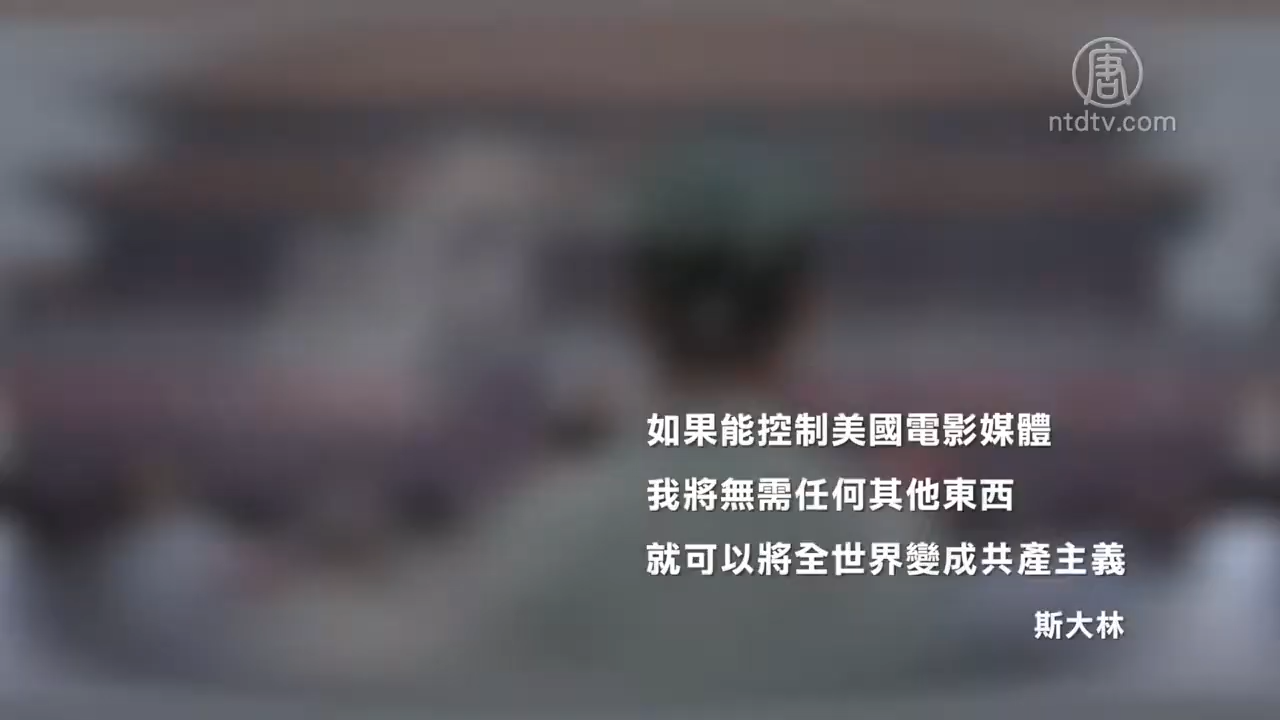 唐
ntdtv.com
如果能控制美國電影媒體
我將無需任何其他東西
就可以將全世界變成共產主義
斯大林